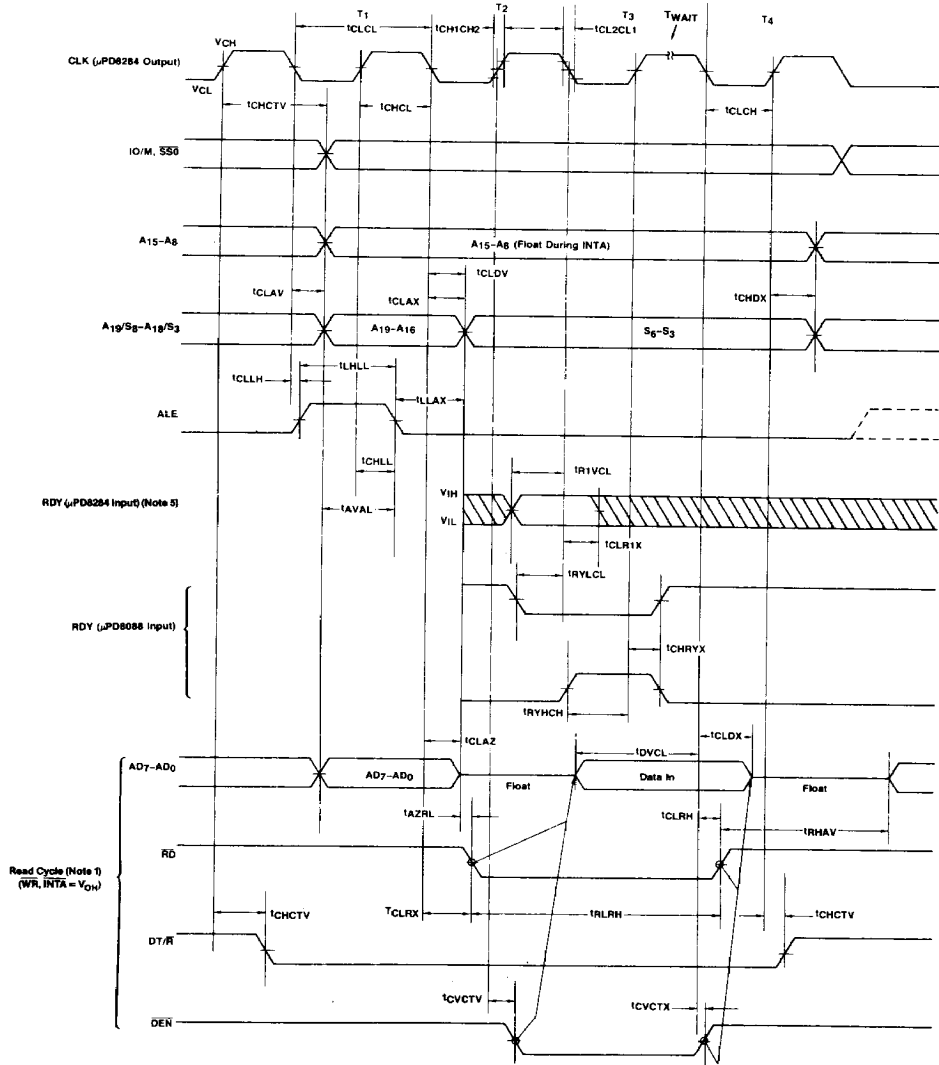 T1 T2 T3 TWAIT T4
tCLCL tCH1CH2 tCL2CL1
VCH
CLK (µPD8284 Output)
VCL
tCHCTV tCHCL tCLCH
IO/M, SS0
A15–A8 A15–A8 (Float During INTA)
tCLDV
tCLAV tCLAX tCHDX
A19/S6–A18/S3 A19–A16 S6–S3
tCLLH tLHLL
tLLAX
ALE
tCHLL tR1VCL
VIH
RDY (µPD8284 Input) (Note 5)
tAVAL VIL
tCLR1X
tRYLCL
RDY (µPD8088 Input)
tCHRYX
tRYHCH
tCLAZ tCLDX
tDVCL
AD7–AD0 AD7–AD0 Float Data In Float
tAZRL tCLRH tRHAV
RD
Read Cycle (Note 1)
(WR, INTA = VOH)
tCHCTV TCLRX tRLRH tCHCTV
DT/R
tCVCTV tCVCTX
DEN